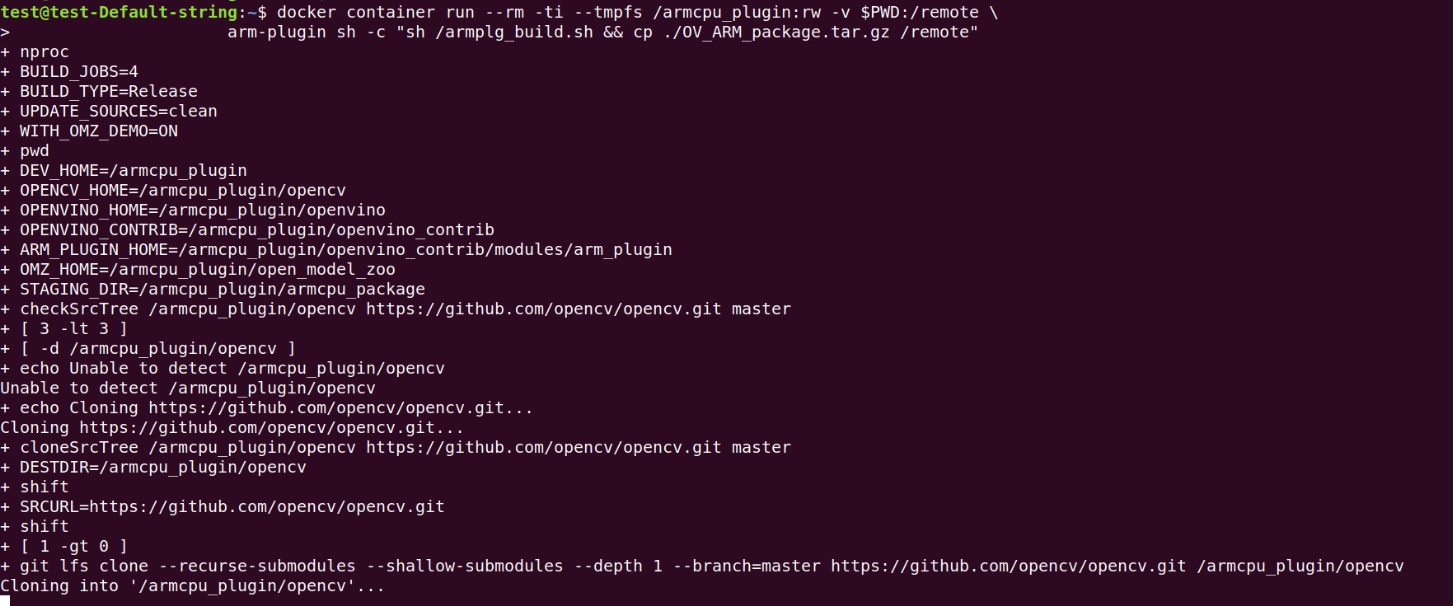 test@test-Default-string:~$ docker container run --rm -ti --tmpfs /armcpu_plugin:rw -v $PWD:/remote \
>                      arm-plugin sh -c "sh /armplg_build.sh && cp ./OV_ARM_package.tar.gz /remote"
+ nproc
+ BUILD_JOBS=4
+ BUILD_TYPE=Release
+ UPDATE_SOURCES=clean
+ WITH_OMZ_DEMO=ON
+ pwd
+ DEV_HOME=/armcpu_plugin
+ OPENCV_HOME=/armcpu_plugin/opencv
+ OPENVINO_HOME=/armcpu_plugin/openvino
+ OPENVINO_CONTRIB=/armcpu_plugin/openvino_contrib
+ ARM_PLUGIN_HOME=/armcpu_plugin/openvino_contrib/modules/arm_plugin
+ OMZ_HOME=/armcpu_plugin/open_model_zoo
+ STAGING_DIR=/armcpu_plugin/armcpu_package
+ checkSrcTree /armcpu_plugin/opencv https://github.com/opencv/opencv.git master
+ [ 3 -lt 3 ]
+ [ -d /armcpu_plugin/opencv ]
+ echo Unable to detect /armcpu_plugin/opencv
Unable to detect /armcpu_plugin/opencv
+ echo Cloning https://github.com/opencv/opencv.git...
Cloning https://github.com/opencv/opencv.git...
+ cloneSrcTree /armcpu_plugin/opencv https://github.com/opencv/opencv.git master
+ DESTDIR=/armcpu_plugin/opencv
+ shift
+ SRCURL=https://github.com/opencv/opencv.git
+ shift
+ [ 1 -gt 0 ]
+ git lfs clone --recurse-submodules --shallow-submodules --depth 1 --branch=master https://github.com/opencv/opencv.git /armcpu_plugin/opencv
Cloning into '/armcpu_plugin/opencv'...